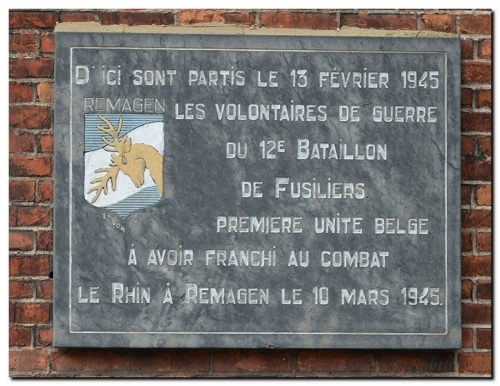 D'ICI SONT PARTIS LE 13 FÉVRIER 1945
REMAGEN
LES VOLONTAIRES DE GUERRE
DU 12E BATAILLON
DE FUSILIERS.
PREMIERE UNITE BELGE
À AVOIR FRANCHI AU COMBAT
LE RHIN À REMAGEN LE 10 MARS 1945.